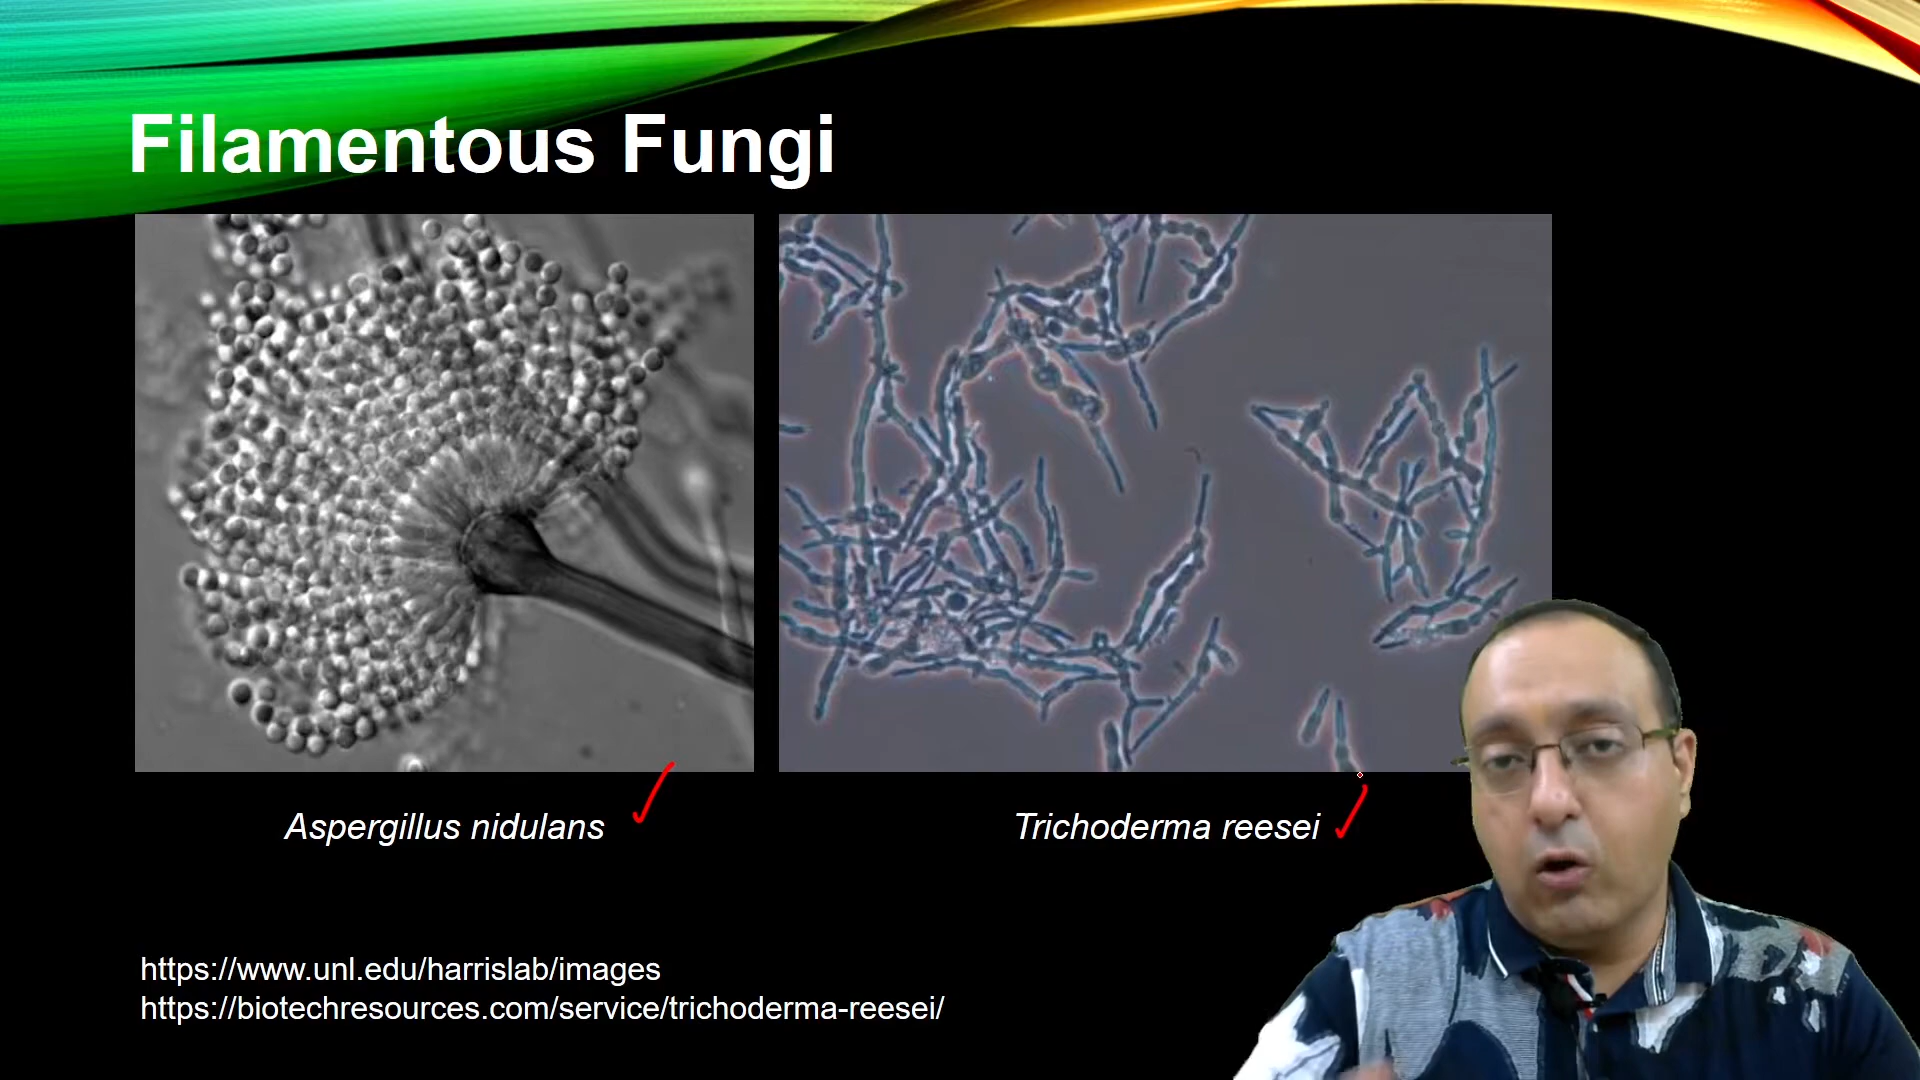 Filamentous Fungi
Aspergillus nidulans
Trichoderma reesei
https://www.unl.edu/harrislab/images
https://biotechresources.com/service/trichoderma-reesei/